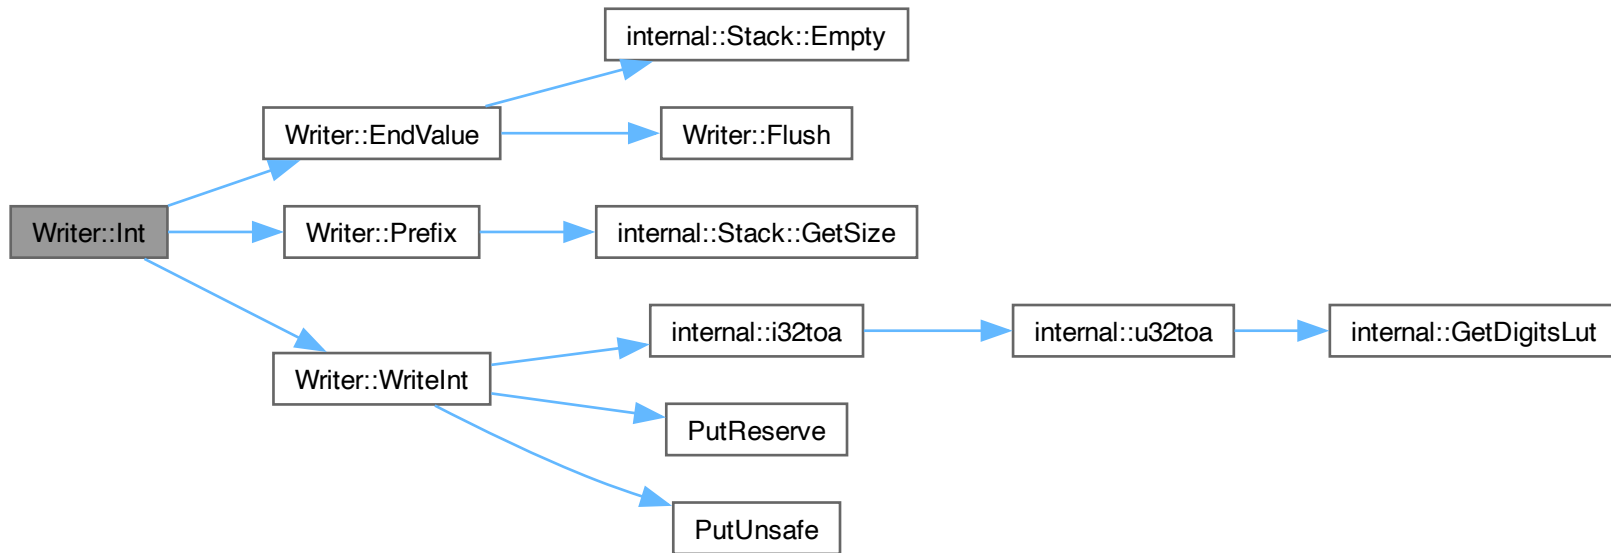 internal::Stack::Empty
Writer::EndValue
Writer::Flush
Writer::Int
Writer::Prefix
internal::Stack::GetSize
internal::i32toa
internal::u32toa
internal::GetDigitsLut
Writer::WriteInt
PutReserve
PutUnsafe